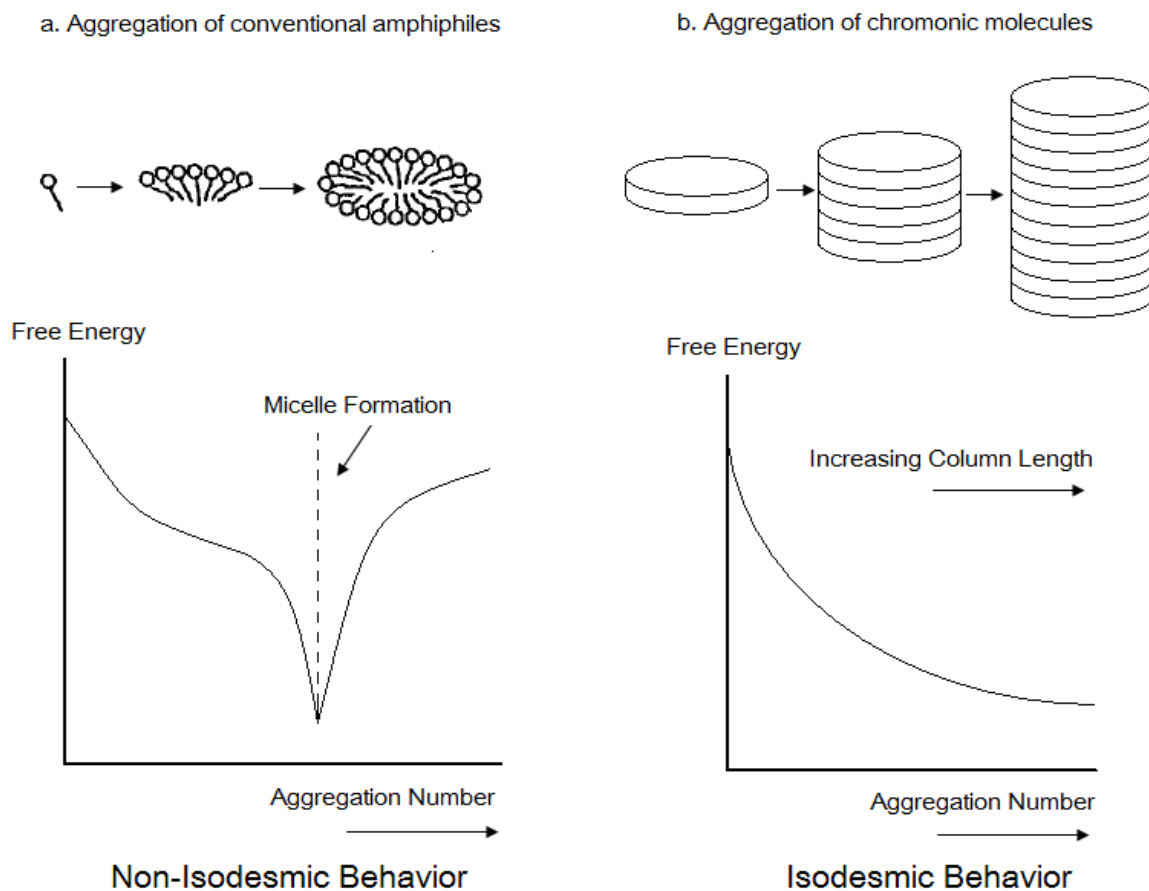 a. Aggregation of conventional amphiphiles
Free Energy
Micelle Formation
Aggregation Number
Non-Isodesmic Behavior
b. Aggregation of chromonic molecules
Free Energy
Increasing Column Length
Aggregation Number
Isodesmic Behavior